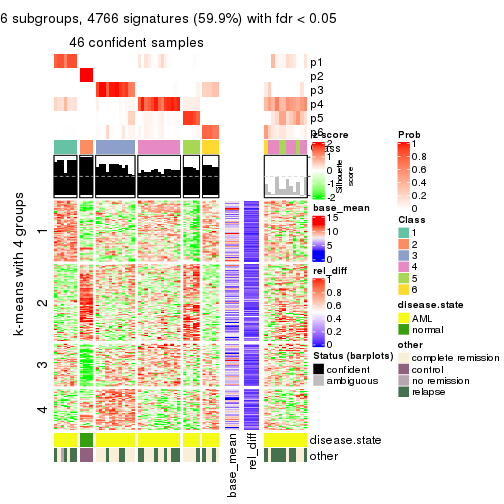 6 subgroups, 4766 signatures (59.9%) with fdr < 0.05
46 confident samples
p1
p2
p3
p4
p5
p6
Class
z-score
2
1
0
-1
-2
1
0.5
0
Silhouette
score
k-means with 4 groups
1
2
3
4
base_mean
15
10
5
0
rel_diff
1
0.8
0.6
0.4
0.2
0
Status (barplots)
confident
ambiguous
Prob
1
0.8
0.6
0.4
0.2
0
Class
1
2
3
4
5
6
disease.state
AML
normal
other
complete remission
control
no remission
relapse
disease.state
other
base_mean
rel_diff